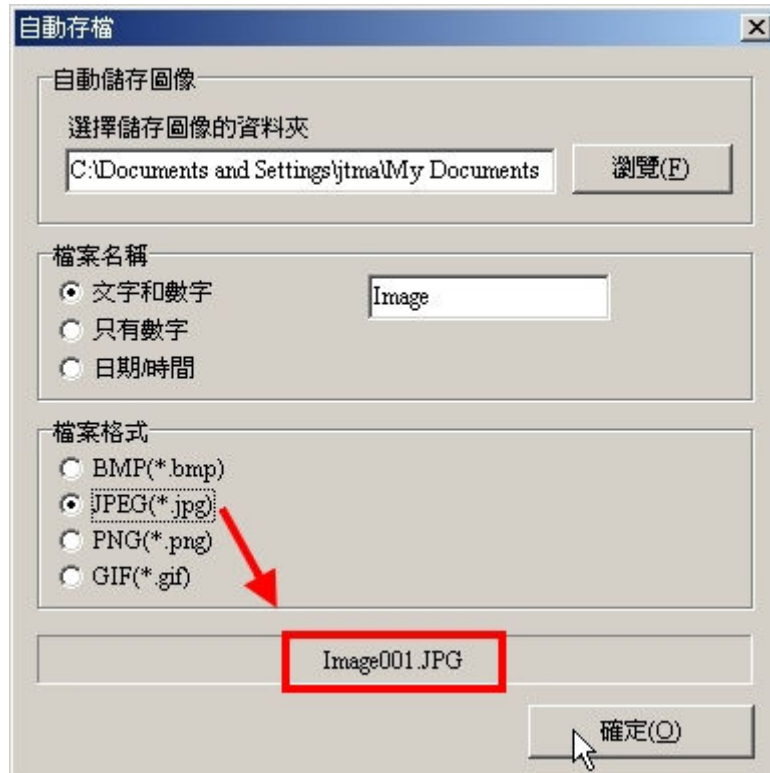 自動存檔
自動儲存圖像
選擇儲存圖像的資料夾
C:\Documents and Settings\jtma\My Documents
瀏覽(F)
檔案名稱
文字和數字
Image
只有數字
日期/時間
檔案格式
BMP(*.bmp)
JPEG(*.jpg)
PNG(*.png)
GIF(*.gif)
Image001.JPG
確定(O)